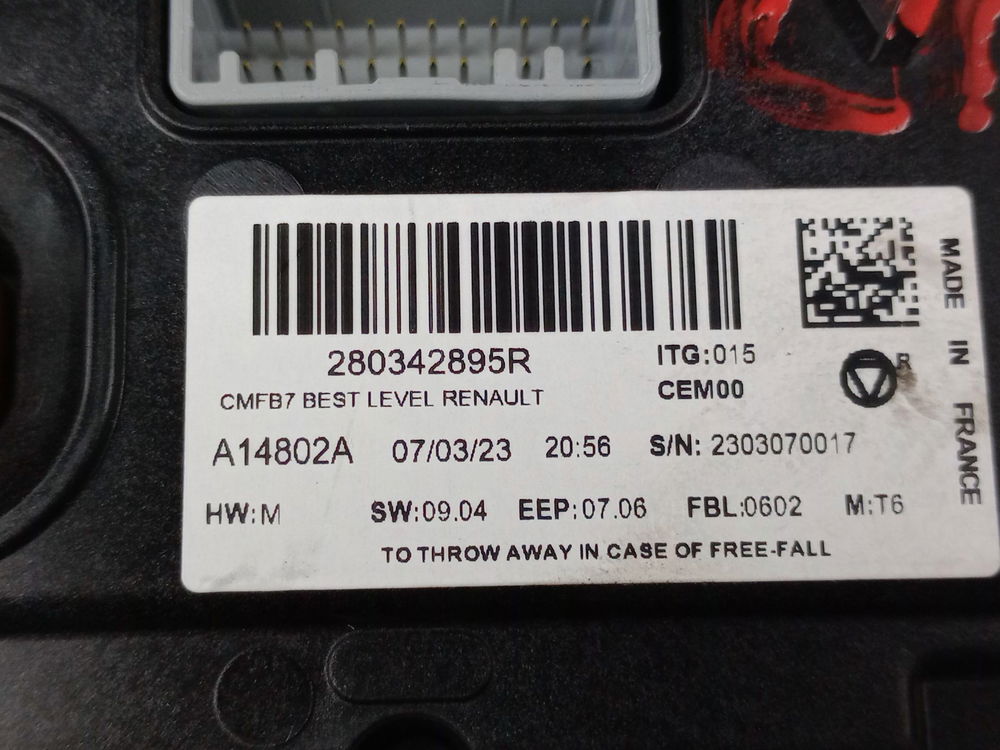 280342895R
ITG:015
CMFB7 BEST LEVEL RENAULT
CEM00
R
A14802A 07/03/23 20:56 S/N: 2303070017
HW:M SW:09.04 EEP:07.06 FBL:0602 M:T6
TO THROW AWAY IN CASE OF FREE-FALL
MADE IN FRANCE